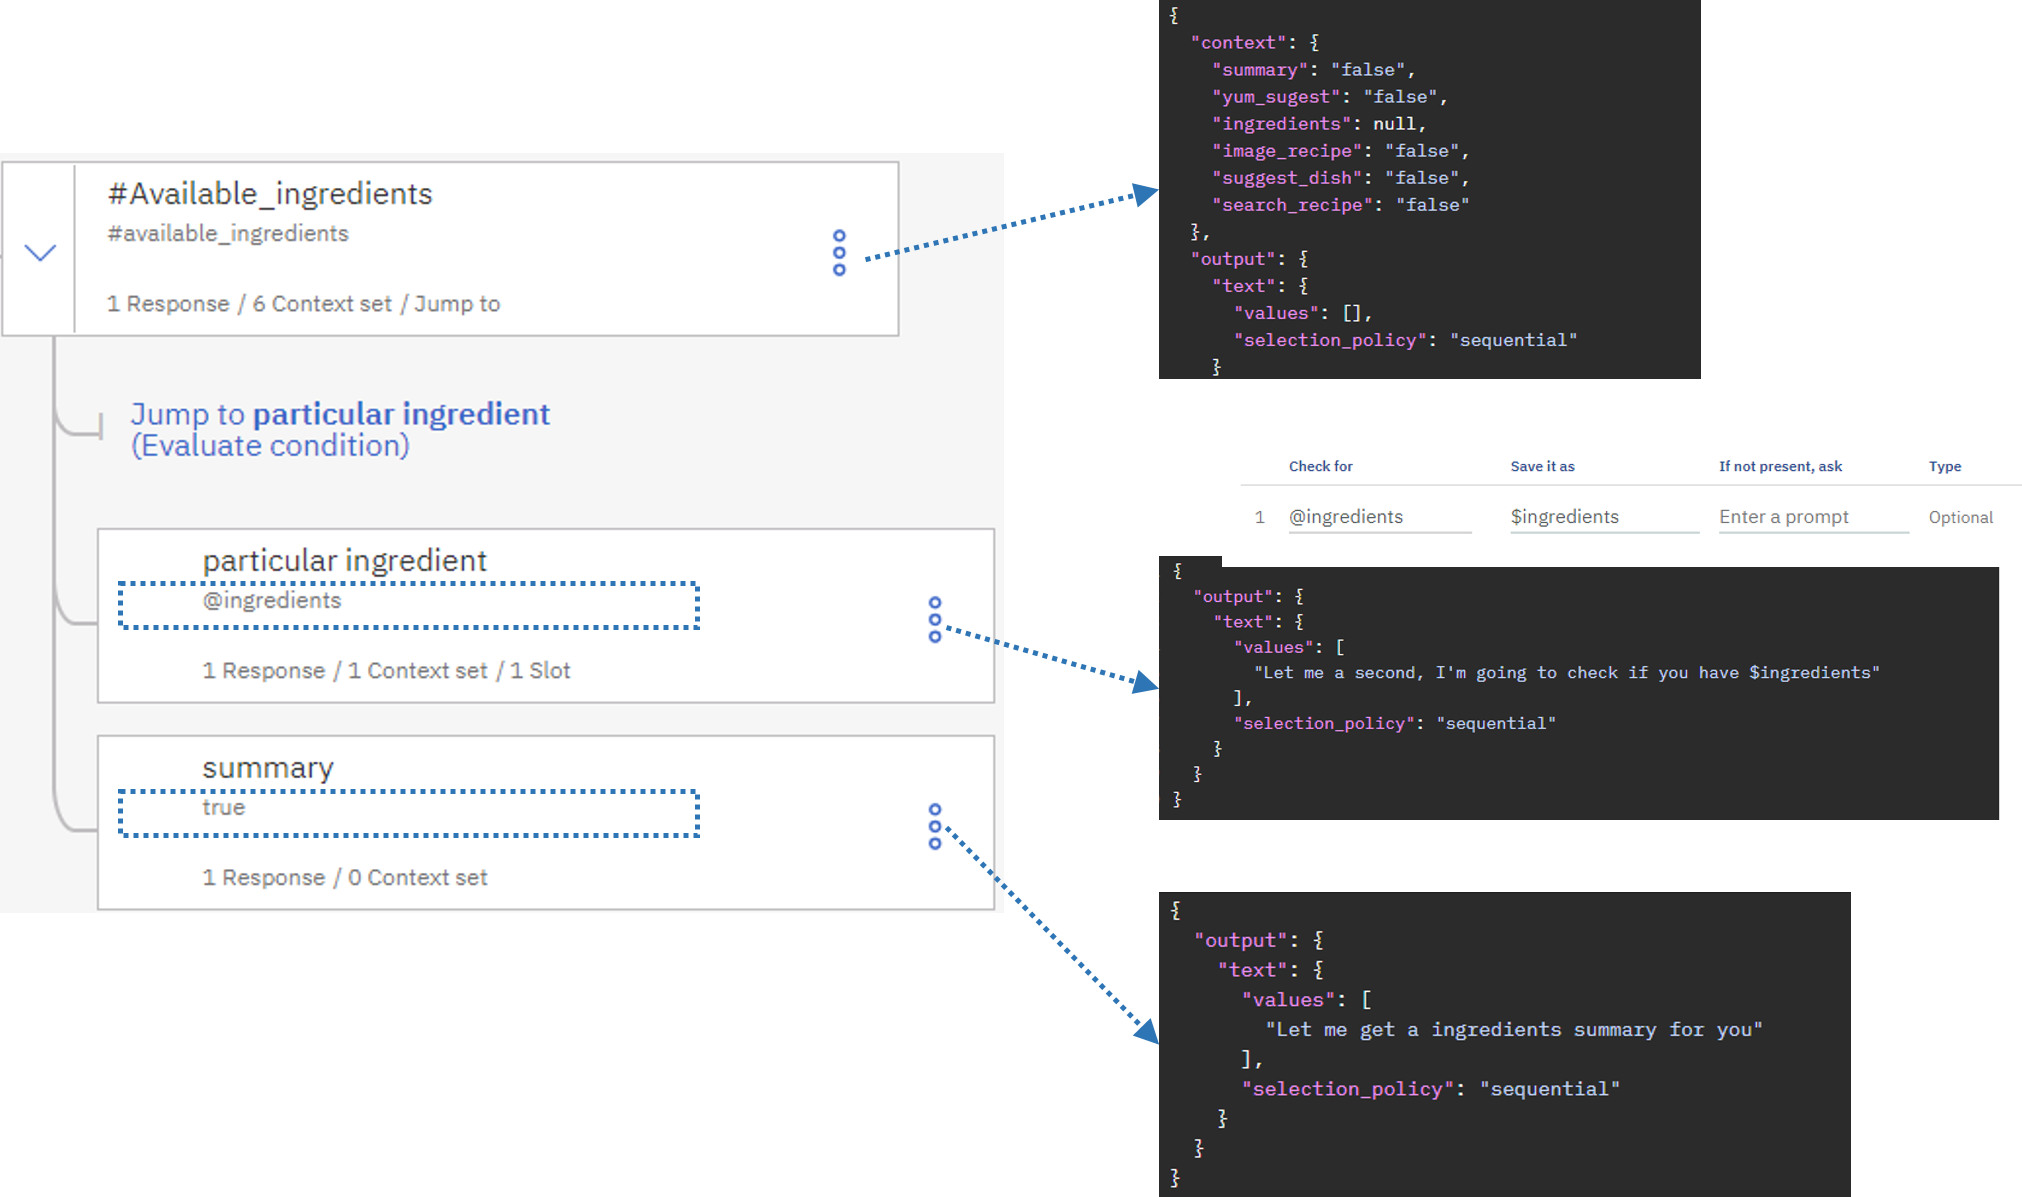 #Available_ingredients
#available_ingredients
1 Response / 6 Context set / Jump to
Jump to particular ingredient
(Evaluate condition)
particular ingredient
@ingredients
1 Response / 1 Context set / 1 Slot
summary
true
1 Response / 0 Context set
{
"context": {
"summary": "false",
"yum_sugest": "false",
"ingredients": null,
"image_recipe": "false",
"suggest_dish": "false",
"search_recipe": "false"
},
"output": {
"text": {
"values": [],
"selection_policy": "sequential"
}
Check for Save it as If not present, ask Type
1 @ingredients $ingredients Enter a prompt Optional
{
"output": {
"text": {
"values": [
"Let me a second, I'm going to check if you have $ingredients"
],
"selection_policy": "sequential"
}
}
}
{
"output": {
"text": {
"values": [
"Let me get a ingredients summary for you"
],
"selection_policy": "sequential"
}
}
}